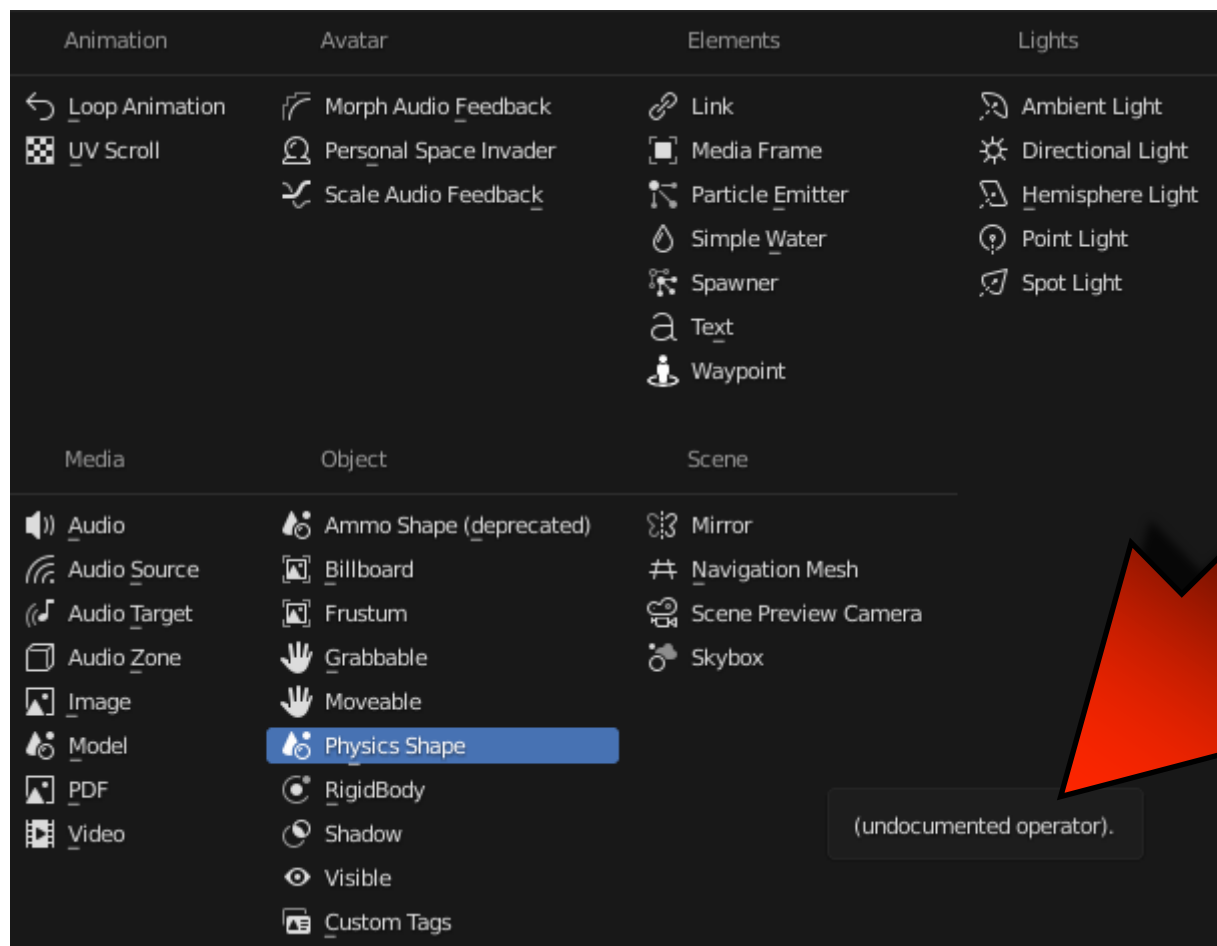 Animation
Loop Animation
UV Scroll
Avatar
Morph Audio Feedback
Personal Space Invader
Scale Audio Feedback
Elements
Link
Media Frame
Particle Emitter
Simple Water
Spawner
Text
Waypoint
Lights
Ambient Light
Directional Light
Hemisphere Light
Point Light
Spot Light
Media
Audio
Audio Source
Audio Target
Audio Zone
Image
Model
PDF
Video
Object
Ammo Shape (deprecated)
Billboard
Frustum
Grabbable
Moveable
Physics Shape
RigidBody
Shadow
Visible
Custom Tags
Scene
Mirror
Navigation Mesh
Scene Preview Camera
Skybox
(undocumented operator).